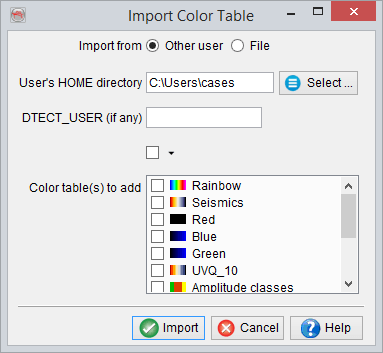 Import Color Table
Import from Other user File
User's HOME directory C:\Users\cases Select ...
DTECT_USER (if any)
Color table(s) to add
Rainbow
Seismics
Red
Blue
Green
UVQ_10
Amplitude classes
Import Cancel Help